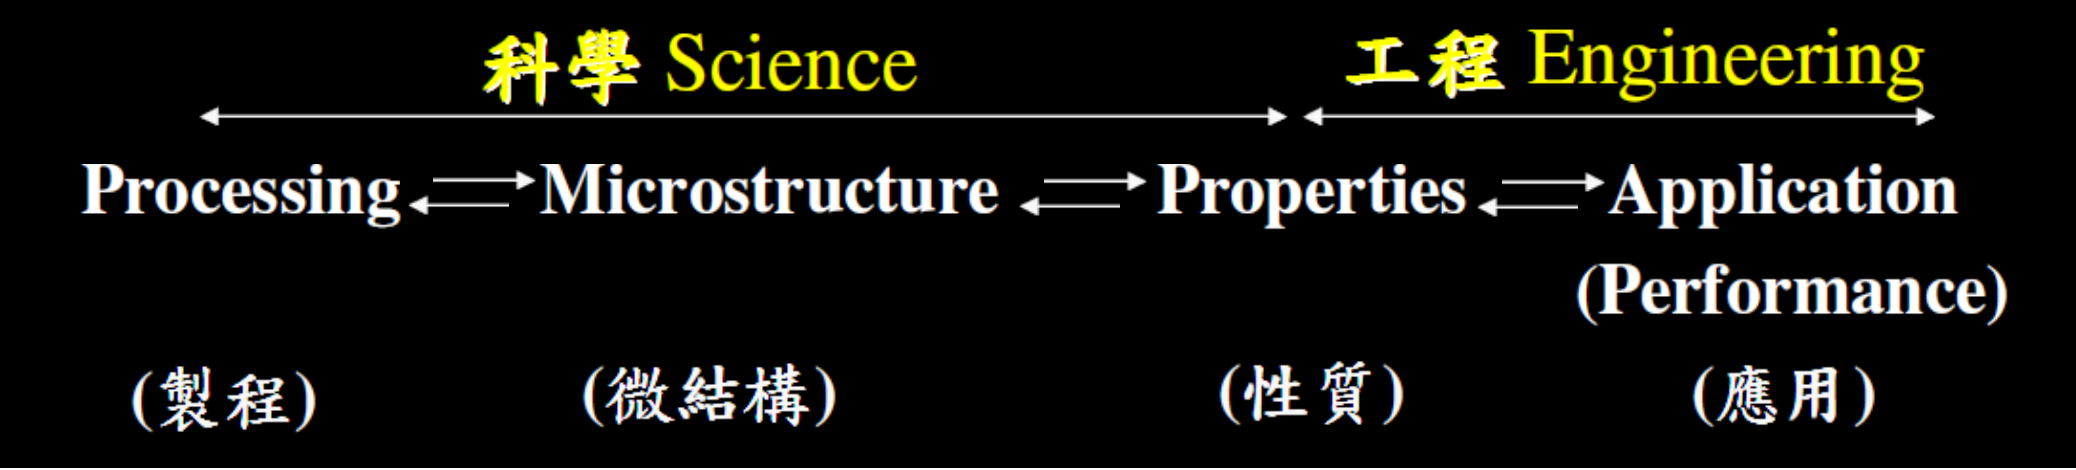 科學 Science 工程 Engineering
Processing Microstructure Properties Application
(Performance)
(製程) (微結構) (性質) (應用)